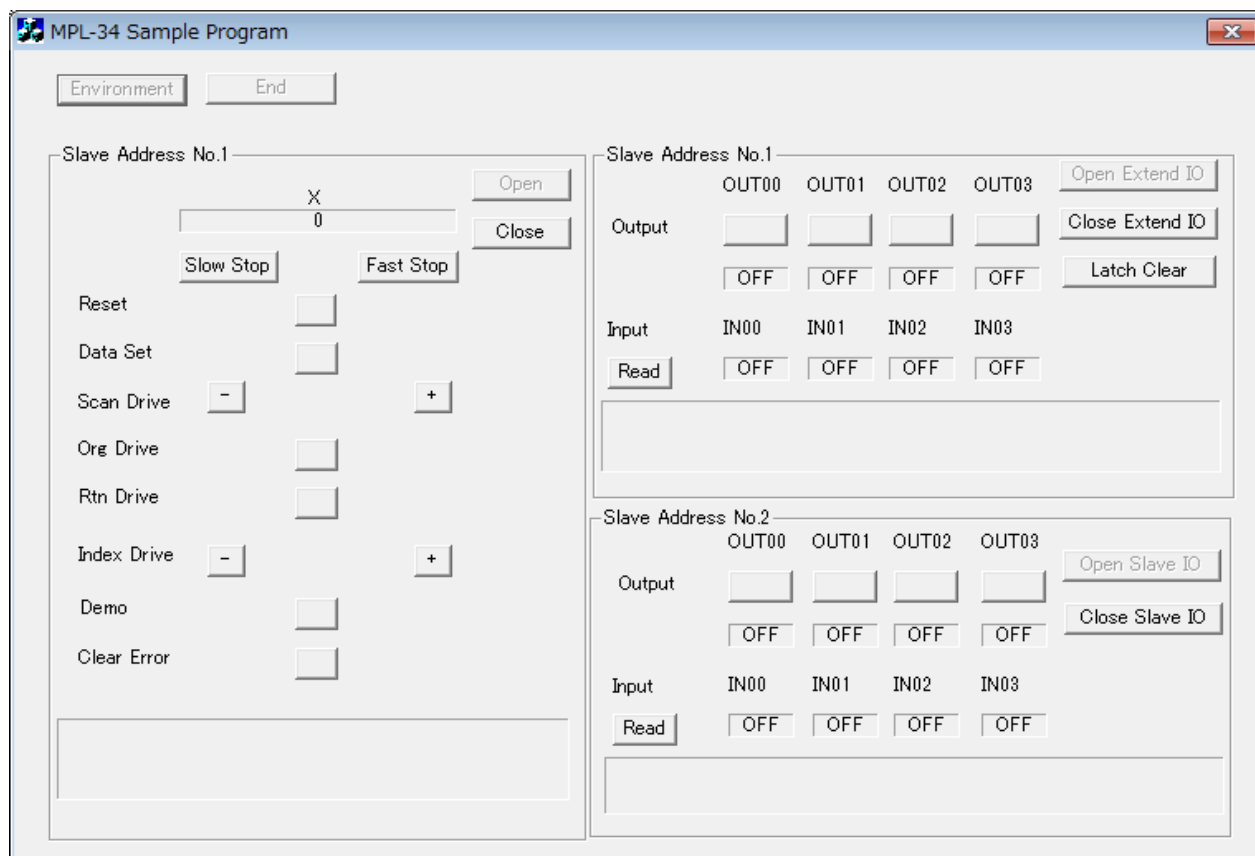 MPL-34 Sample Program
Environment End
Slave Address No.1
X
Open
0
Close
Slow Stop Fast Stop
Reset
Data Set
Scan Drive - +
Org Drive
Rtn Drive
Index Drive - +
Demo
Clear Error
Slave Address No.1
OUT00 OUT01 OUT02 OUT03
Open Extend IO
Output
Close Extend IO
OFF OFF OFF OFF
Latch Clear
Input IN00 IN01 IN02 IN03
Read OFF OFF OFF OFF
Slave Address No.2
OUT00 OUT01 OUT02 OUT03
Open Slave IO
Output
Close Slave IO
OFF OFF OFF OFF
Input IN00 IN01 IN02 IN03
Read OFF OFF OFF OFF